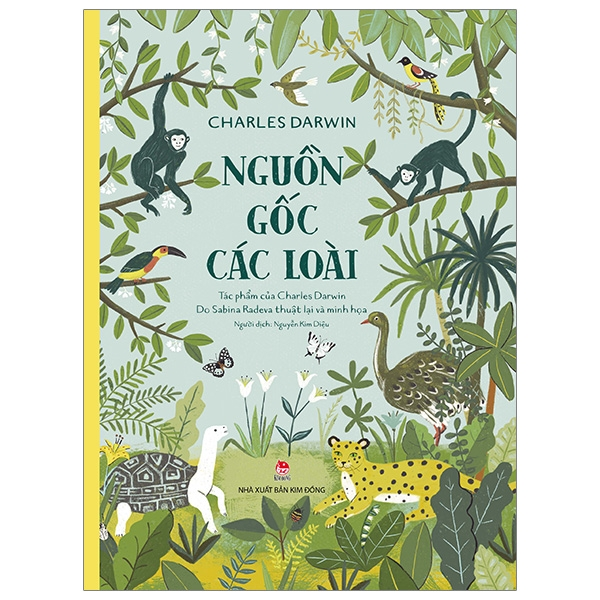 CHARLES DARWIN
NGUỒN
GỐC
CÁC LOÀI
Tác phẩm của Charles Darwin
Do Sabina Radeva thuật lại và minh họa
Người dịch: Nguyễn Kim Diệu
NHÀ XUẤT BẢN KIM ĐỒNG